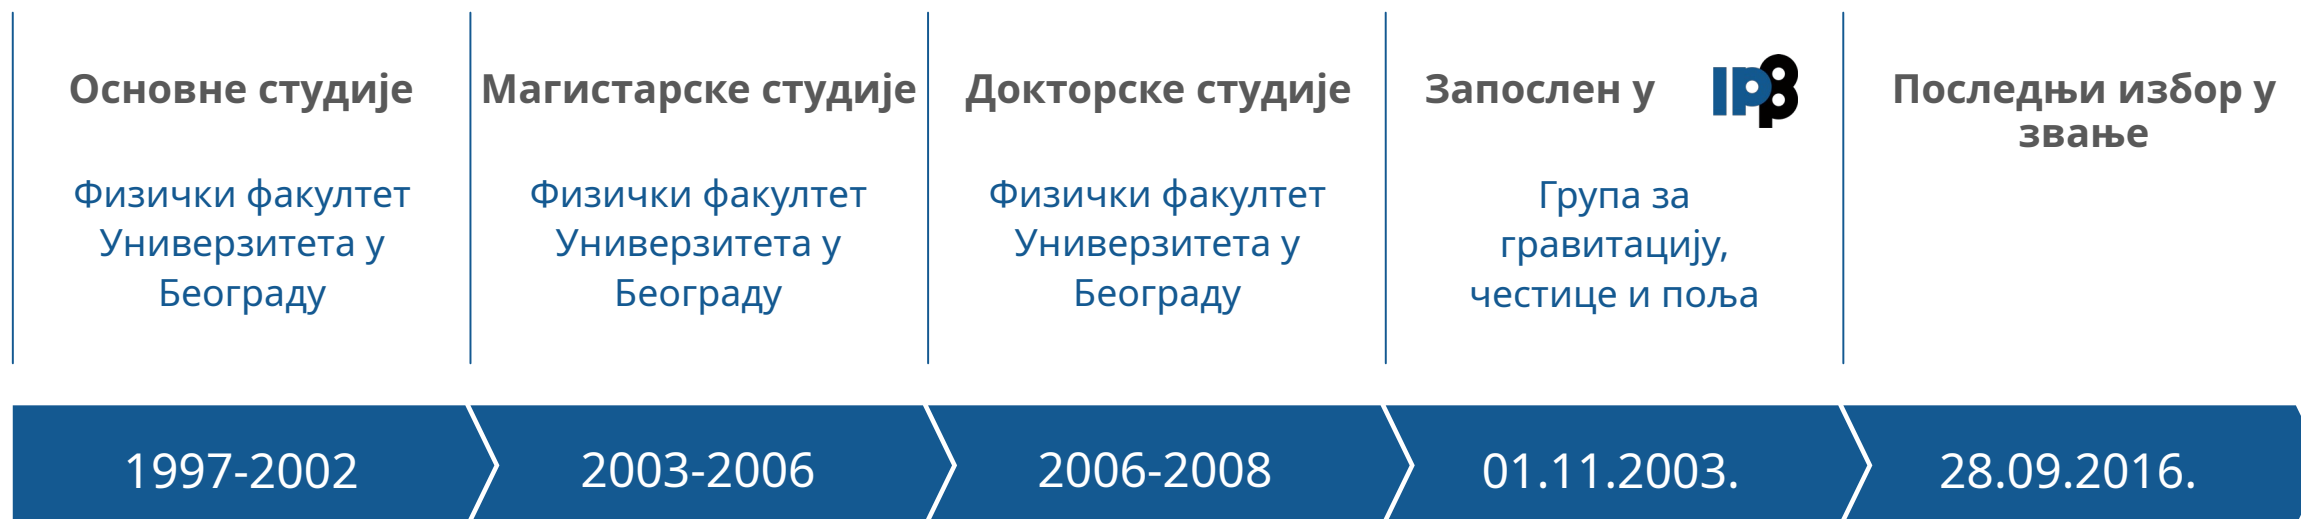 Основне студије
Физички факултет
Универзитета у
Београду
1997-2002
Магистарске студије
Физички факултет
Универзитета у
Београду
2003-2006
Докторске студије
Физички факултет
Универзитета у
Београду
2006-2008
Запослен у
IPB
Група за
гравитацију,
честице и поља
01.11.2003.
Последњи избор у
звање
28.09.2016.